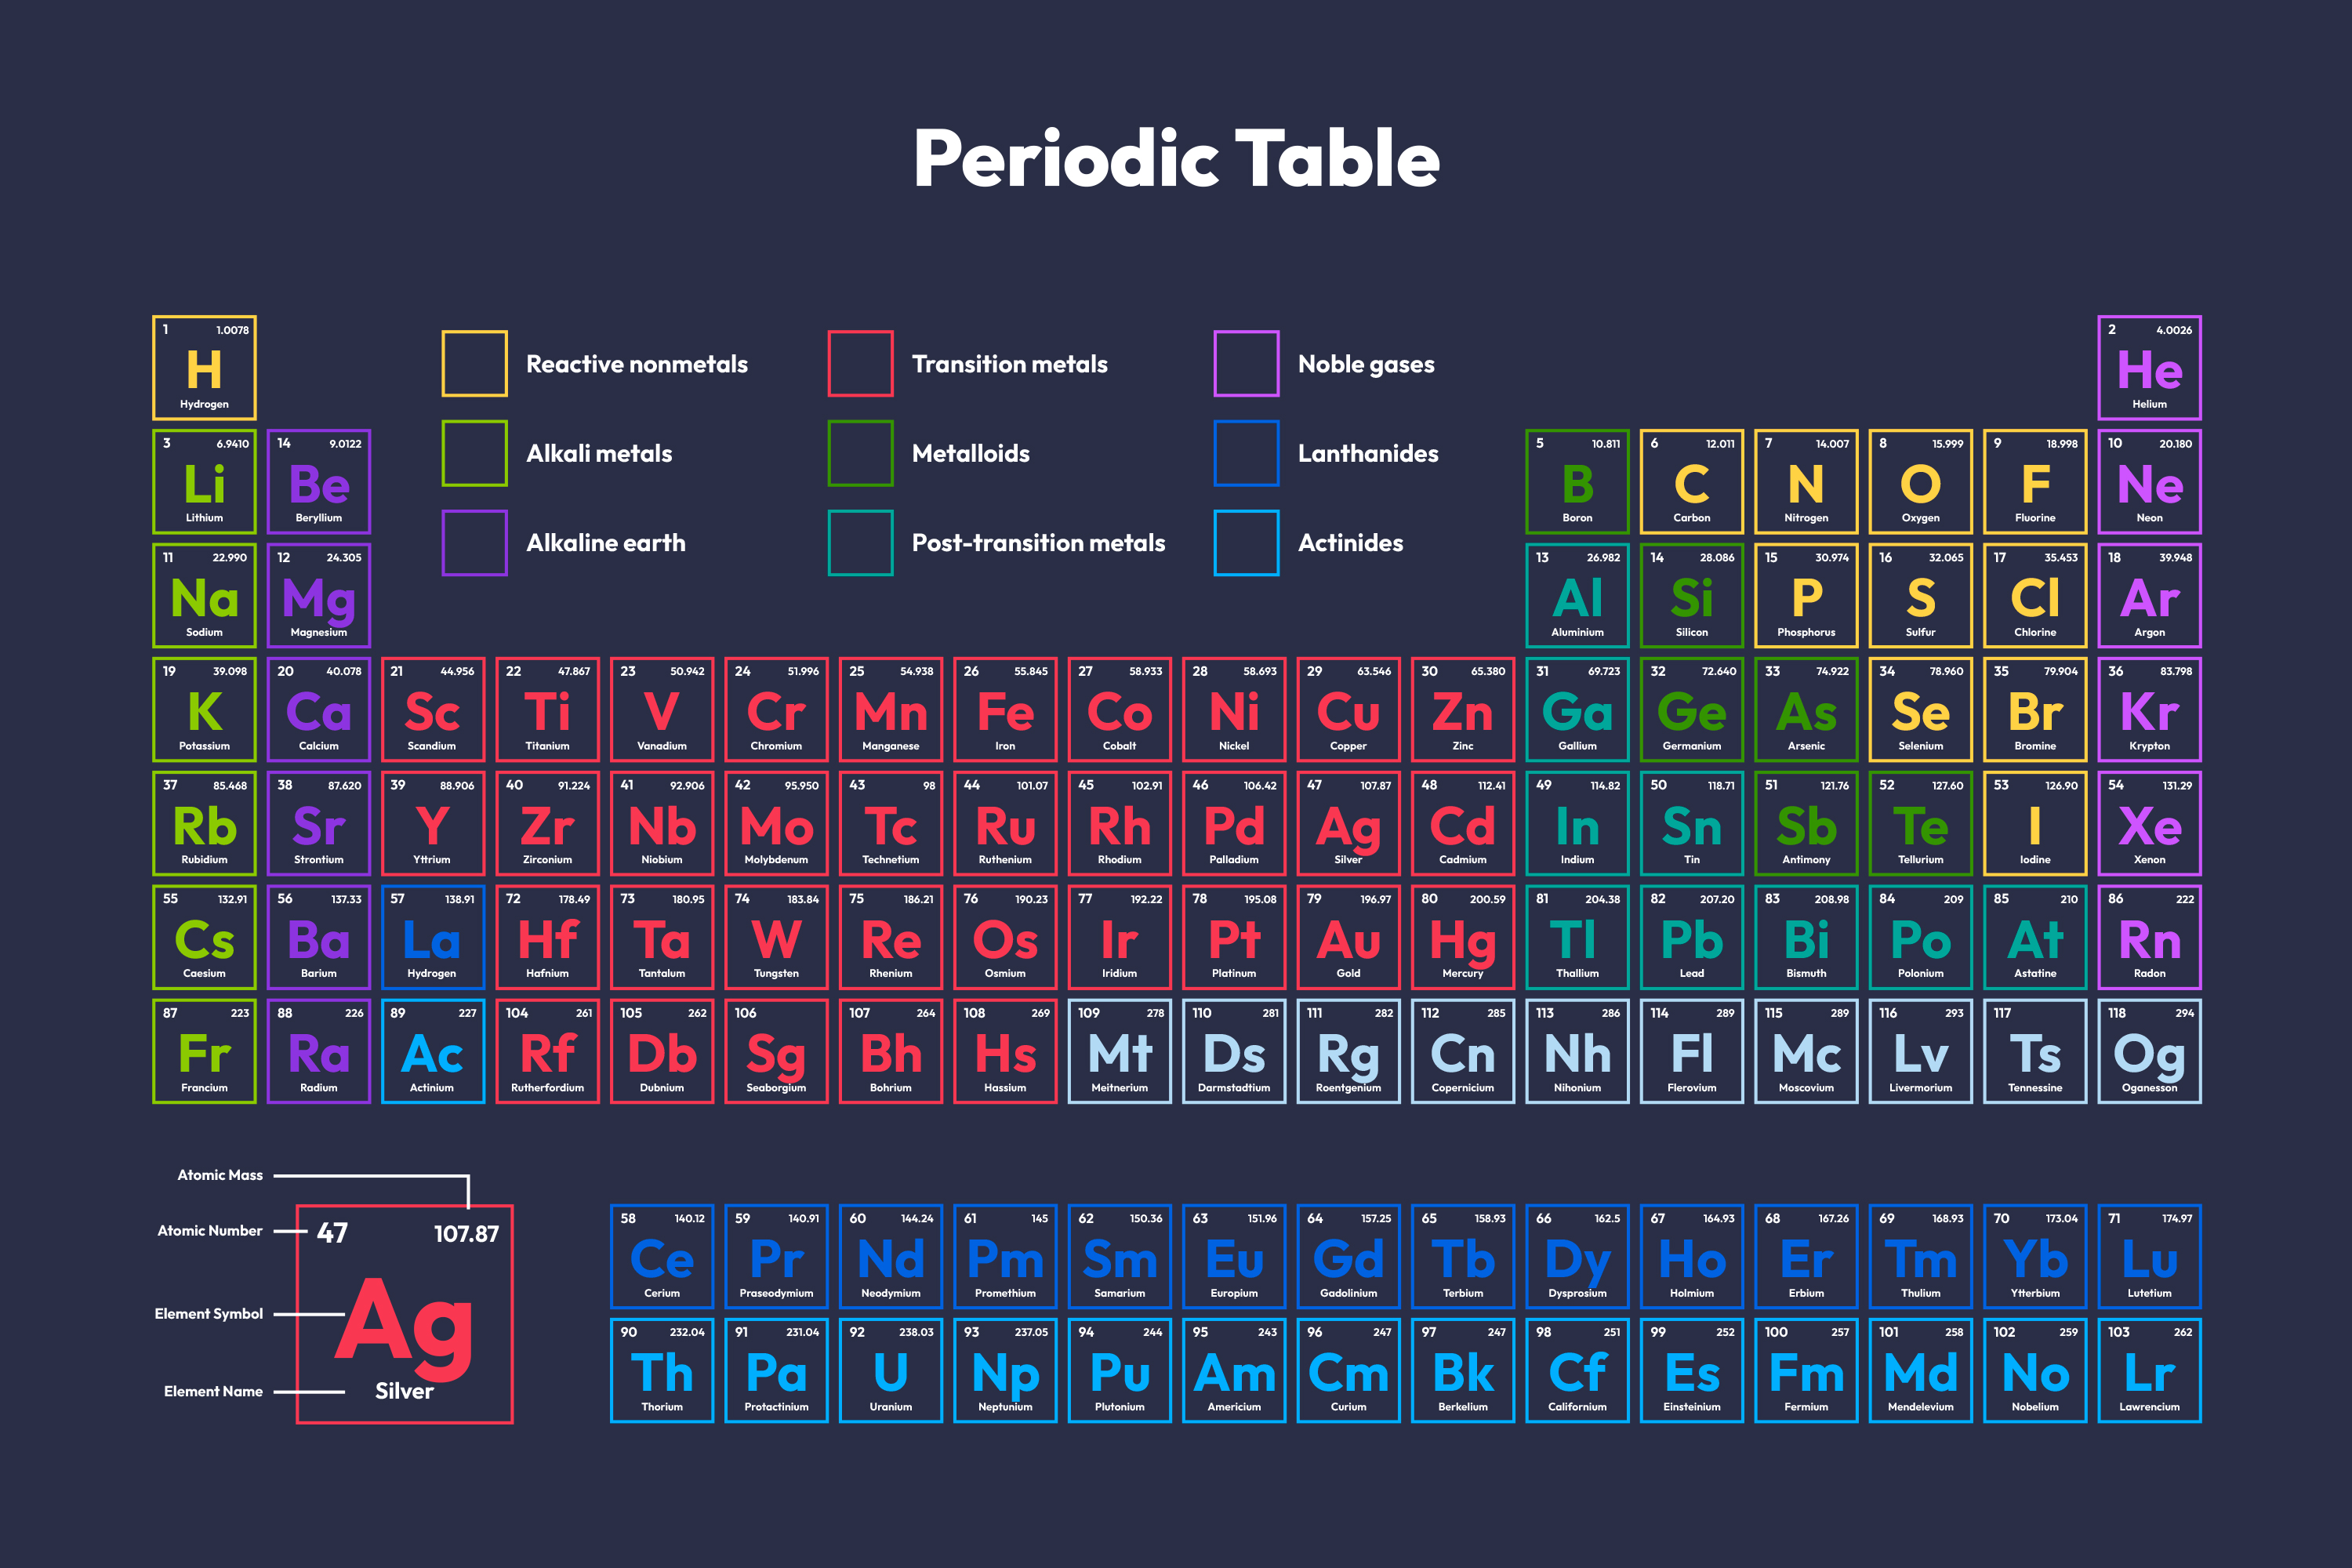 Periodic Table
1 1.0078 H Hydrogen
Reactive nonmetals
Transition metals
Noble gases
2 4.0026 He Helium
Alkali metals
Metalloids
Lanthanides
Alkaline earth
Post-transition metals
Actinides
3 6.9410 Li Lithium
14 9.0122 Be Beryllium
5 10.811 B Boron
6 12.011 C Carbon
7 14.007 N Nitrogen
8 15.999 O Oxygen
9 18.998 F Fluorine
10 20.180 Ne Neon
11 22.990 Na Sodium
12 24.305 Mg Magnesium
13 26.982 Al Aluminium
14 28.086 Si Silicon
15 30.974 P Phosphorus
16 32.065 S Sulfur
17 35.453 Cl Chlorine
18 39.948 Ar Argon
19 39.098 K Potassium
20 40.078 Ca Calcium
21 44.956 Sc Scandium
22 47.867 Ti Titanium
23 50.942 V Vanadium
24 51.996 Cr Chromium
25 54.938 Mn Manganese
26 55.845 Fe Iron
27 58.933 Co Cobalt
28 58.693 Ni Nickel
29 63.546 Cu Copper
30 65.380 Zn Zinc
31 69.723 Ga Gallium
32 72.640 Ge Germanium
33 74.922 As Arsenic
34 78.960 Se Selenium
35 79.904 Br Bromine
36 83.798 Kr Krypton
37 85.468 Rb Rubidium
38 87.620 Sr Strontium
39 88.906 Y Yttrium
40 91.224 Zr Zirconium
41 92.906 Nb Niobium
42 95.950 Mo Molybdenum
43 98 Tc Technetium
44 101.07 Ru Ruthenium
45 102.91 Rh Rhodium
46 106.42 Pd Palladium
47 107.87 Ag Silver
48 112.41 Cd Cadmium
49 114.82 In Indium
50 118.71 Sn Tin
51 121.76 Sb Antimony
52 127.60 Te Tellurium
53 126.90 I Iodine
54 131.29 Xe Xenon
55 132.91 Cs Caesium
56 137.33 Ba Barium
57 138.91 La Hydrogen
72 178.49 Hf Hafnium
73 180.95 Ta Tantalum
74 183.84 W Tungsten
75 186.21 Re Rhenium
76 190.23 Os Osmium
77 192.22 Ir Iridium
78 195.08 Pt Platinum
79 196.97 Au Gold
80 200.59 Hg Mercury
81 204.38 Tl Thallium
82 207.20 Pb Lead
83 208.98 Bi Bismuth
84 209 Po Polonium
85 210 At Astatine
86 222 Rn Radon
87 223 Fr Francium
88 226 Ra Radium
89 227 Ac Actinium
104 261 Rf Rutherfordium
105 262 Db Dubnium
106 Sg Seaborgium
107 264 Bh Bohrium
108 269 Hs Hassium
109 278 Mt Meitnerium
110 281 Ds Darmstadtium
111 282 Rg Roentgenium
112 285 Cn Copernicium
113 286 Nh Nihonium
114 289 Fl Flerovium
115 289 Mc Moscovium
116 293 Lv Livermorium
117 Ts Tennessine
118 294 Og Oganesson
Atomic Mass
Atomic Number 47 107.87
Element Symbol Ag
Element Name Silver
58 140.12 Ce Cerium
59 140.91 Pr Praseodymium
60 144.24 Nd Neodymium
61 145 Pm Promethium
62 150.36 Sm Samarium
63 151.96 Eu Europium
64 157.25 Gd Gadolinium
65 158.93 Tb Terbium
66 162.5 Dy Dysprosium
67 164.93 Ho Holmium
68 167.26 Er Erbium
69 168.93 Tm Thulium
70 173.04 Yb Ytterbium
71 174.97 Lu Lutetium
90 232.04 Th Thorium
91 231.04 Pa Protactinium
92 238.03 U Uranium
93 237.05 Np Neptunium
94 244 Pu Plutonium
95 243 Am Americium
96 247 Cm Curium
97 247 Bk Berkelium
98 251 Cf Californium
99 252 Es Einsteinium
100 257 Fm Fermium
101 258 Md Mendelevium
102 259 No Nobelium
103 262 Lr Lawrencium